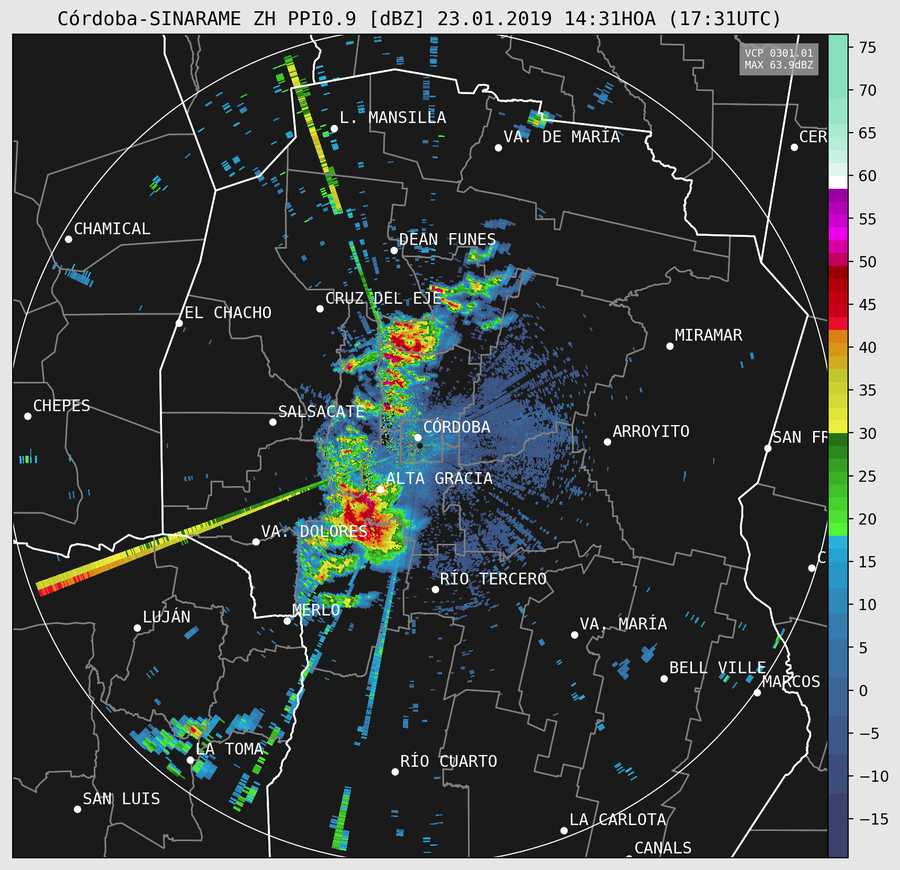 Córdoba-SINARAME ZH PPI0.9 [dBZ] 23.01.2019 14:31HOA (17:31UTC)
VCP 0301.01
MAX 63.9dBZ
L. MANSILLA
VA. DE MARÍA
CER
CHAMICAL
DEAN FUNES
CRUZ DEL EJE
EL CHACHO
MIRAMAR
CHEPES
SALSACATE
CÓRDOBA
ARROYITO
SAN FR
ALTA GRACIA
VA. DOLORES
C
RÍO TERCERO
LUJÁN
MERLO
VA. MARÍA
BELL VILLE
MARCOS
LA TOMA
RÍO CUARTO
SAN LUIS
LA CARLOTA
CANALS
75
70
65
60
55
50
45
40
35
30
25
20
15
10
5
0
−5
−10
−15